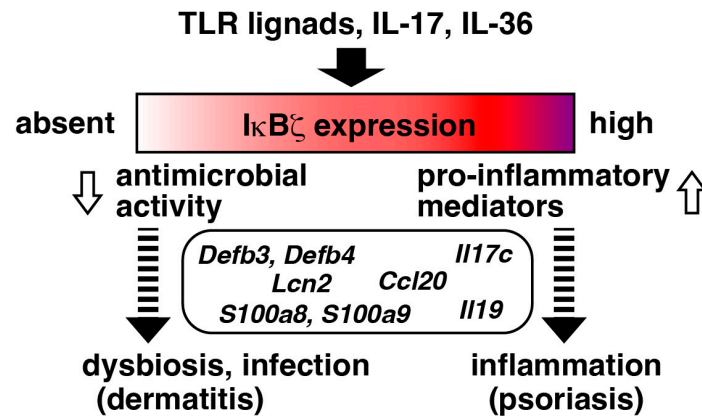 TLR lignads, IL-17, IL-36
absent
IκBζ expression
high
antimicrobial
activity
pro-inflammatory
mediators
Defb3, Defb4
Il17c
Lcn2
Ccl20
S100a8, S100a9
Il19
dysbiosis, infection
(dermatitis)
inflammation
(psoriasis)